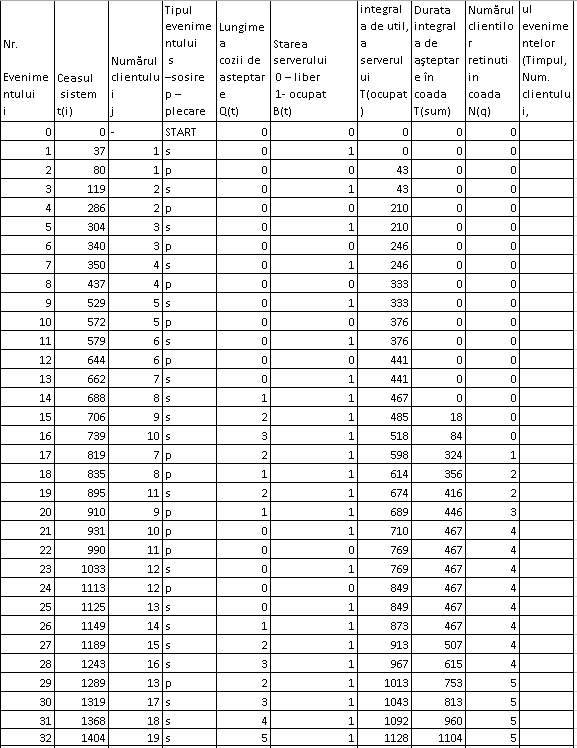 Nr. Evenimentului i | Ceasul sistem t(i) | Numărul clientului j | Tipul evenimentului s –sosire p – plecare | Lungimea cozii de asteptare Q(t) | Starea serverului 0 – liber 1- ocupat B(t) | integrala de util, a serverului T(ocupat) | Durata integrala de aşteptare în coada T(sum) | Numărul clientilor retinuti in coada N(q) | ul evenimentelor (Timpul, Num. clientului,
0 0 - START 0 0 0 0 0
1 37 1 s 0 1 0 0 0
2 80 1 p 0 0 43 0 0
3 119 2 s 0 1 43 0 0
4 286 2 p 0 0 210 0 0
5 304 3 s 0 1 210 0 0
6 340 3 p 0 0 246 0 0
7 350 4 s 0 1 246 0 0
8 437 4 p 0 0 333 0 0
9 529 5 s 0 1 333 0 0
10 572 5 p 0 0 376 0 0
11 579 6 s 0 1 376 0 0
12 644 6 p 0 0 441 0 0
13 662 7 s 0 1 441 0 0
14 688 8 s 1 1 467 0 0
15 706 9 s 2 1 485 18 0
16 739 10 s 3 1 518 84 0
17 819 7 p 2 1 598 324 1
18 835 8 p 1 1 614 356 2
19 895 11 s 2 1 674 416 2
20 910 9 p 1 1 689 446 3
21 931 10 p 0 1 710 467 4
22 990 11 p 0 0 769 467 4
23 1033 12 s 0 1 769 467 4
24 1113 12 p 0 0 849 467 4
25 1125 13 s 0 1 849 467 4
26 1149 14 s 1 1 873 467 4
27 1189 15 s 2 1 913 507 4
28 1243 16 s 3 1 967 615 4
29 1289 13 p 2 1 1013 753 5
30 1319 17 s 3 1 1043 813 5
31 1368 18 s 4 1 1092 960 5
32 1404 19 s 5 1 1128 1104 5